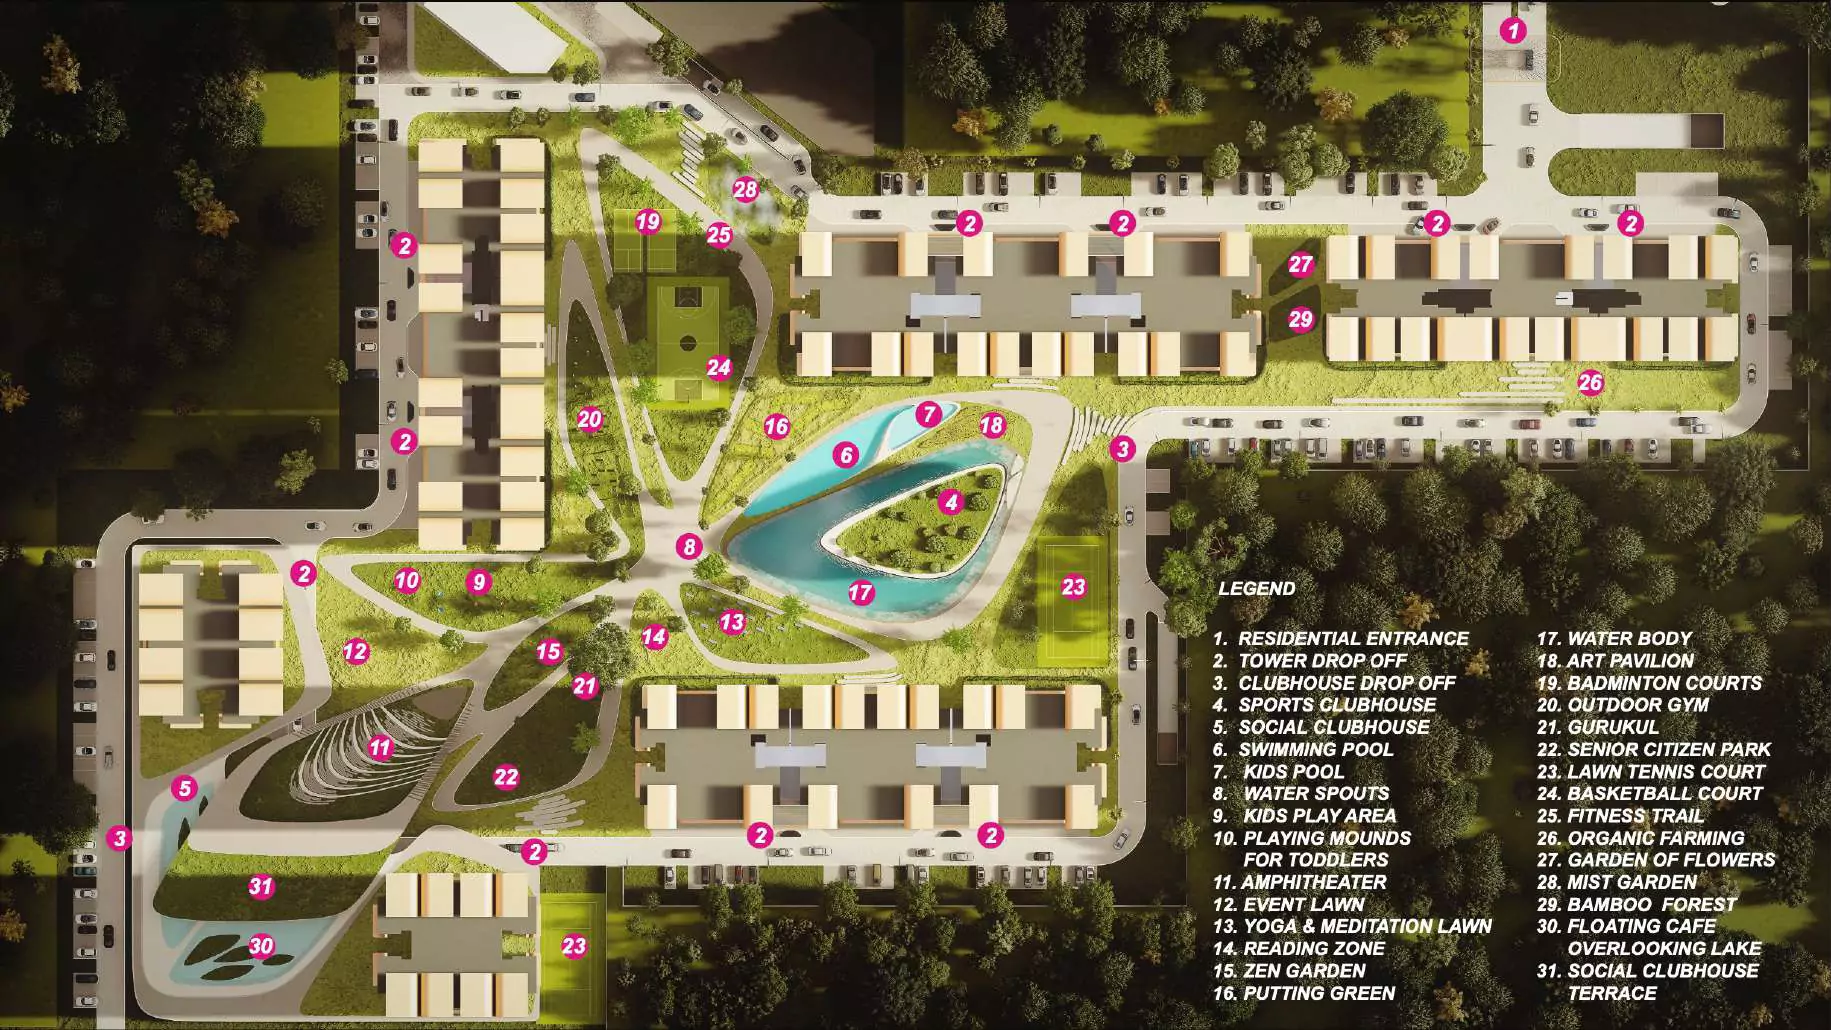 1
28
19
25
2
2
2
2
2
27
29
24
26
20
16
7
18
6
2
3
4
8
2
10
9
17
23
13
14
12
15
21
11
22
5
3
2
2
2
31
30
23
LEGEND
1. RESIDENTIAL ENTRANCE
2. TOWER DROP OFF
3. CLUBHOUSE DROP OFF
4. SPORTS CLUBHOUSE
5. SOCIAL CLUBHOUSE
6. SWIMMING POOL
7. KIDS POOL
8. WATER SPOUTS
9. KIDS PLAY AREA
10. PLAYING MOUNDS
FOR TODDLERS
11. AMPHITHEATER
12. EVENT LAWN
13. YOGA & MEDITATION LAWN
14. READING ZONE
15. ZEN GARDEN
16. PUTTING GREEN
17. WATER BODY
18. ART PAVILION
19. BADMINTON COURTS
20. OUTDOOR GYM
21. GURUKUL
22. SENIOR CITIZEN PARK
23. LAWN TENNIS COURT
24. BASKETBALL COURT
25. FITNESS TRAIL
26. ORGANIC FARMING
27. GARDEN OF FLOWERS
28. MIST GARDEN
29. BAMBOO FOREST
30. FLOATING CAFE
OVERLOOKING LAKE
31. SOCIAL CLUBHOUSE
TERRACE